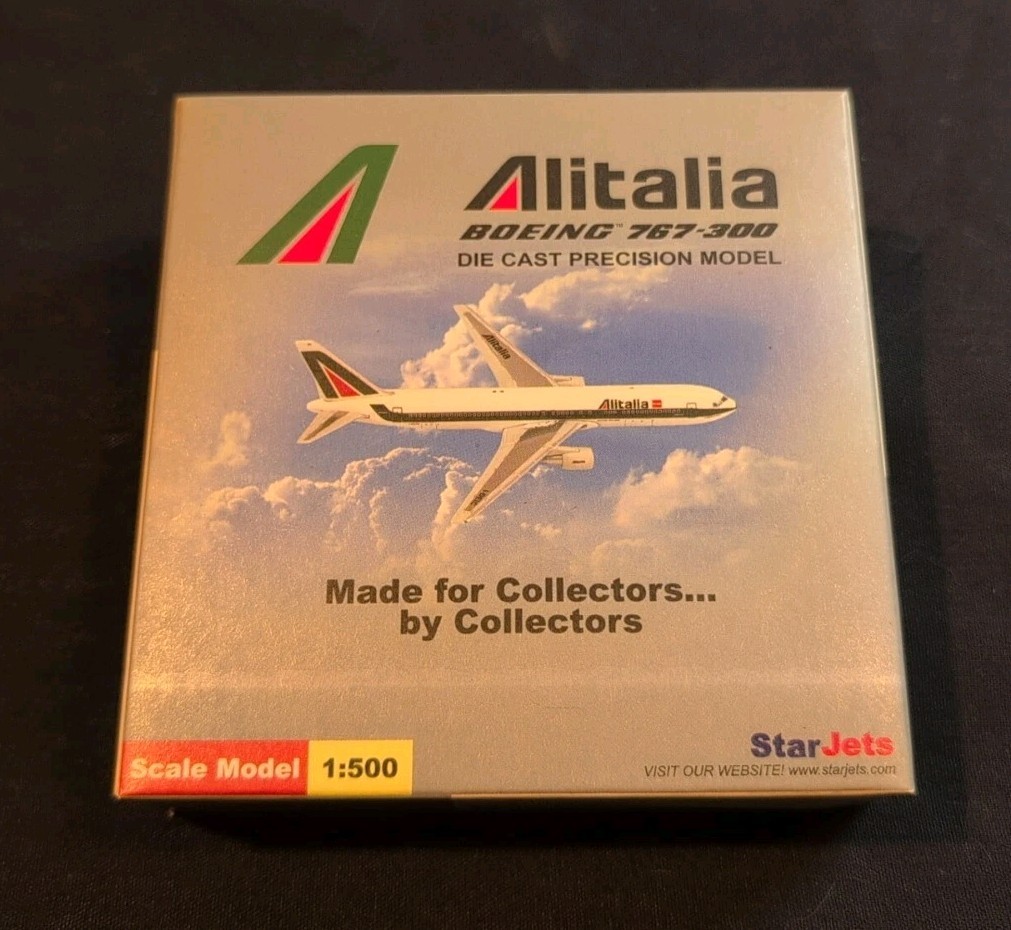 Alitalia
BOEING™ 767-300
DIE CAST PRECISION MODEL
Alitalia
Alitalia
Made for Collectors...
by Collectors
StarJets
Scale Model 1:500
VISIT OUR WEBSITE! www.starjets.com